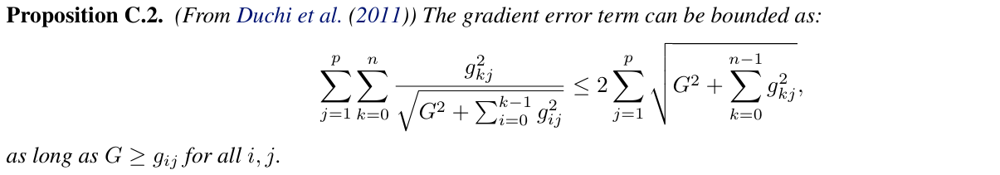 Proposition C.2. (From Duchi et al. (2011)) The gradient error term can be bounded as:
$$\sum_{j=1}^{p} \sum_{k=0}^{n} \frac{g_{kj}^2}{\sqrt{G^2 + \sum_{i=0}^{k-1} g_{ij}^2}} \leq 2 \sum_{j=1}^{p} \sqrt{G^2 + \sum_{k=0}^{n-1} g_{kj}^2},$$
as long as $G \geq g_{ij}$ for all $i, j$.